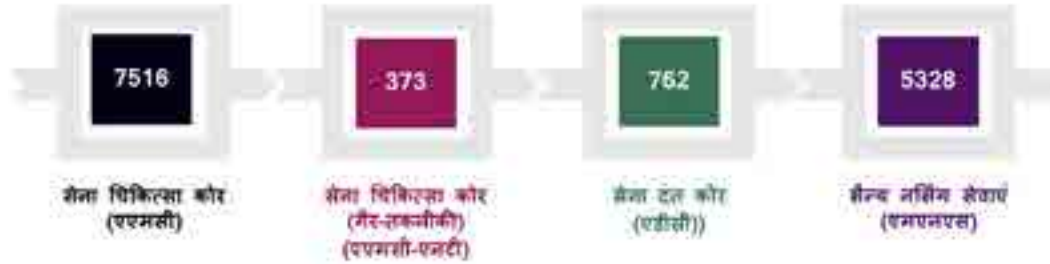 7516
373
762
5328
सेना चिकित्सा कोर
(एएमसी)
सेना चिकित्सा कोर
(गैर-तकनीकी)
(एएमसी-एनटी)
सेना दंत कोर
(एडीसी))
सैन्य नर्सिंग सेवाएं
(एमएनएस)